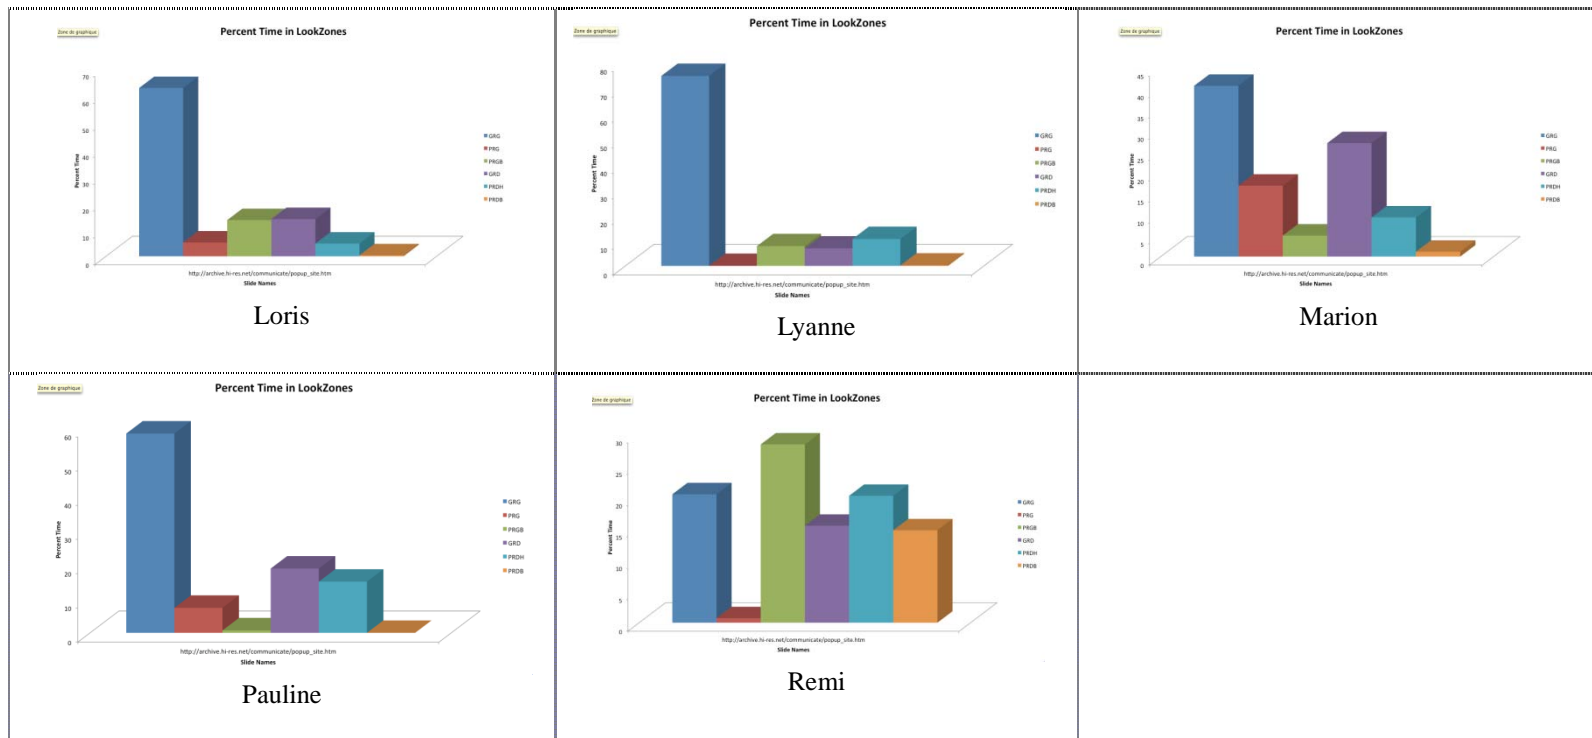 Zone de graphique
Percent Time in LookZones
70
60
50
40
30
20
10
0
Percent Time
GRG
PRG
PRGB
GRD
PRDH
PRDB
http://archive.hi-res.net/communicate/popup_site.htm
Slide Names
Loris
Zone de graphique
Percent Time in LookZones
80
70
60
50
40
30
20
10
0
Percent Time
GRG
PRG
PRGB
GRD
PRDH
PRDB
http://archive.hi-res.net/communicate/popup_site.htm
Slide Names
Lyanne
Zone de graphique
Percent Time in LookZones
45
40
35
30
25
20
15
10
5
0
Percent Time
GRG
PRG
PRGB
GRD
PRDH
PRDB
http://archive.hi-res.net/communicate/popup_site.htm
Slide Names
Marion
Zone de graphique
Percent Time in LookZones
60
50
40
30
20
10
0
Percent Time
GRG
PRG
PRGB
GRD
PRDH
PRDB
http://archive.hi-res.net/communicate/popup_site.htm
Slide Names
Pauline
Zone de graphique
Percent Time in LookZones
30
25
20
15
10
5
0
Percent Time
GRG
PRG
PRGB
GRD
PRDH
PRDB
http://archive.hi-res.net/communicate/popup_site.htm
Slide Names
Remi